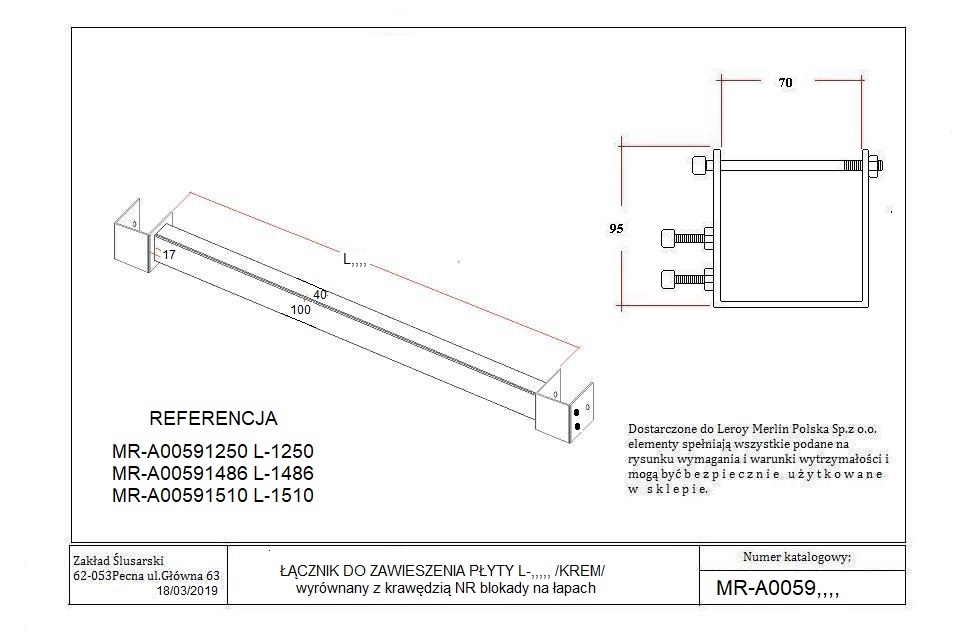 70
95
L,,,,
17
40
100
REFERENCJA
MR-A00591250 L-1250
MR-A00591486 L-1486
MR-A00591510 L-1510
Dostarczone do Leroy Merlin Polska Sp.z o.o.
elementy spełniają wszystkie podane na
rysunku wymagania i warunki wytrzymałości i
mogą być b e z p i e c z n i e u ż y t k o w a n e
w s k l e p i e.
Zakład Ślusarski
62-053Pecna ul.Główna 63
18/03/2019
ŁĄCZNIK DO ZAWIESZENIA PŁYTY L-,,,,, /KREM/
wyrównany z krawędzią NR blokady na łapach
Numer katalogowy;
MR-A0059,,,,